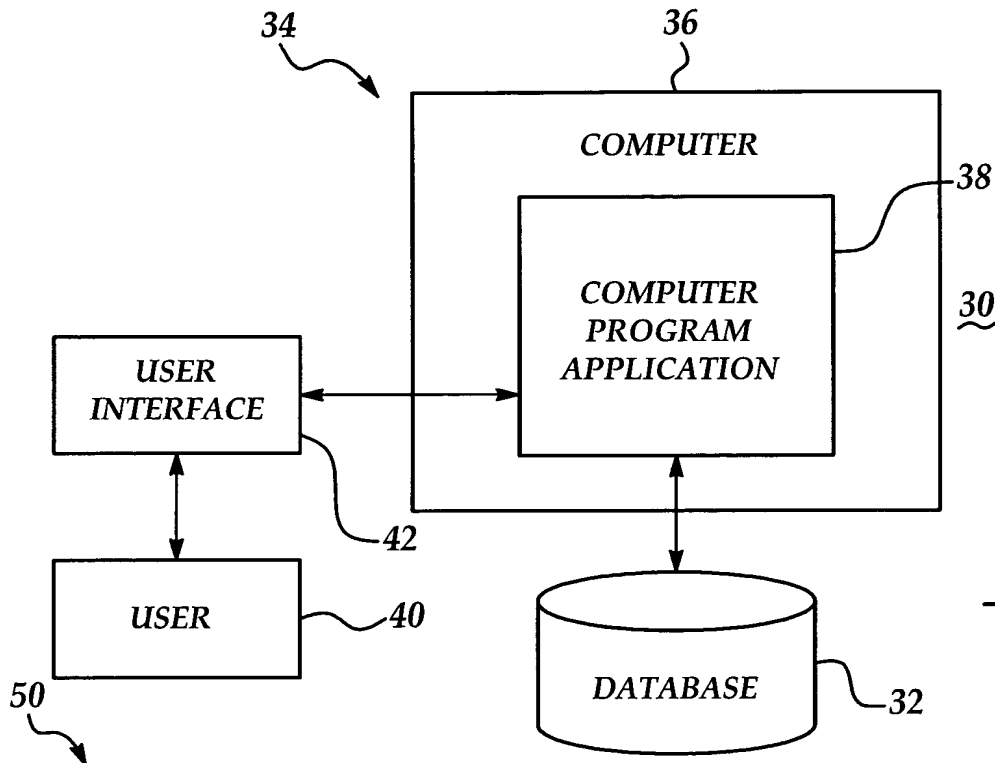 34
36
COMPUTER
38
COMPUTER
PROGRAM
APPLICATION
30
USER
INTERFACE
42
USER
40
DATABASE
32
50